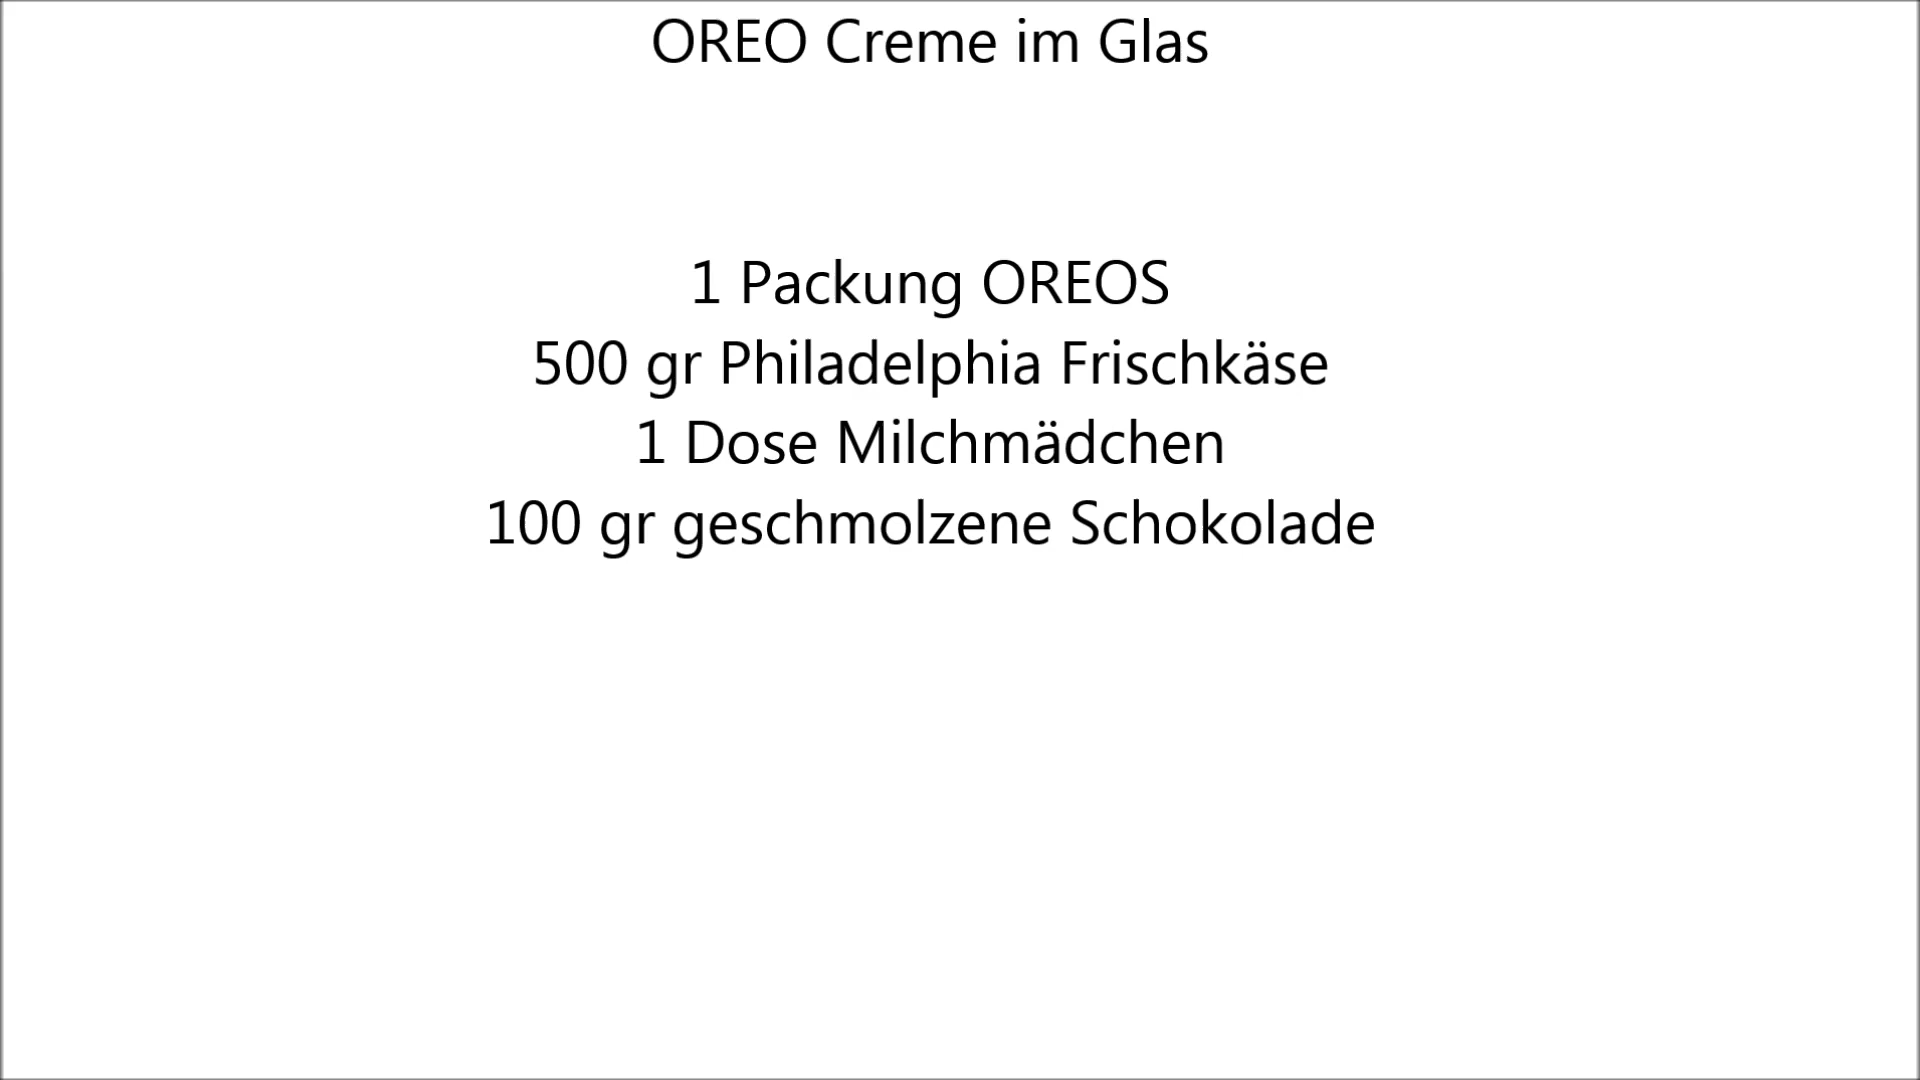 OREO Creme im Glas
1 Packung OREOS
500 gr Philadelphia Frischkäse
1 Dose Milchmädchen
100 gr geschmolzene Schokolade